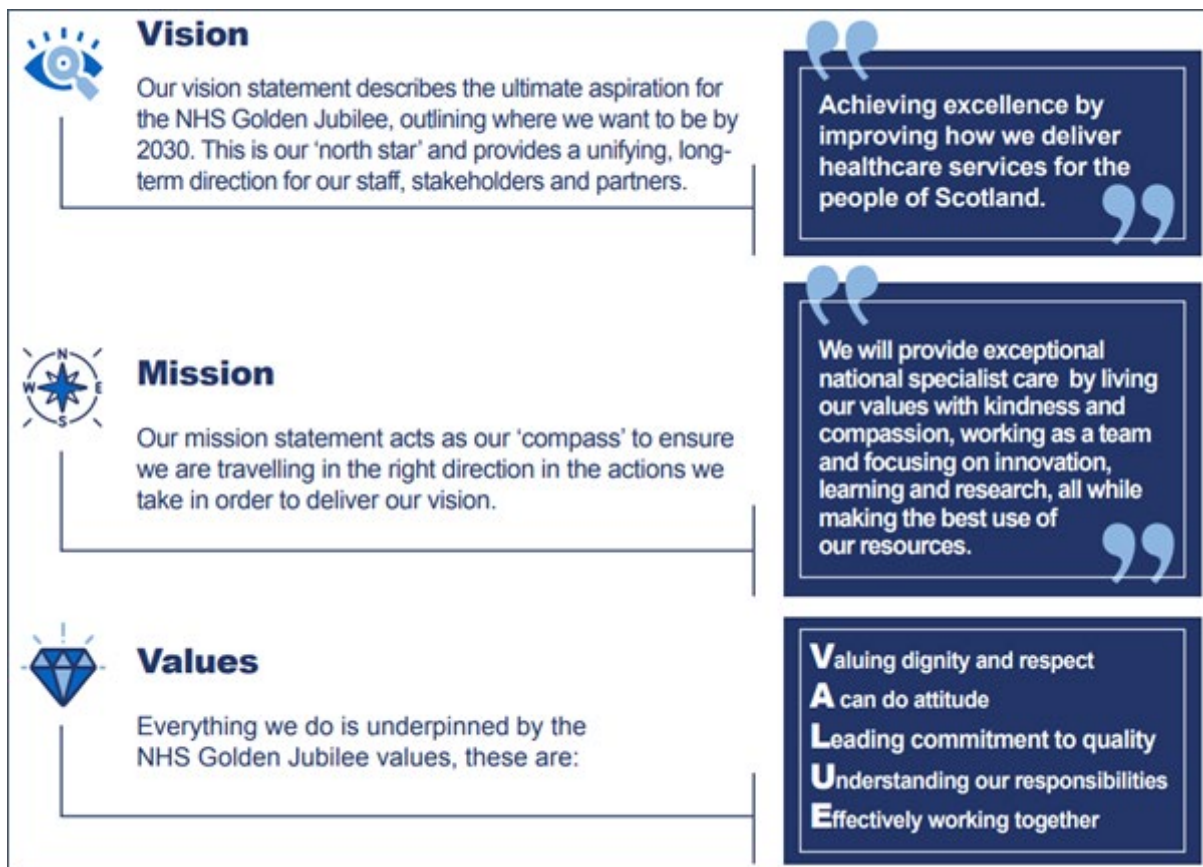 Vision
Our vision statement describes the ultimate aspiration for
the NHS Golden Jubilee, outlining where we want to be by
2030. This is our ‘north star’ and provides a unifying, long-
term direction for our staff, stakeholders and partners.
“
Achieving excellence by
improving how we deliver
healthcare services for the
people of Scotland.
”
N
W E
S
Mission
Our mission statement acts as our ‘compass’ to ensure
we are travelling in the right direction in the actions we
take in order to deliver our vision.
“
We will provide exceptional
national specialist care by living
our values with kindness and
compassion, working as a team
and focusing on innovation,
learning and research, all while
making the best use of
our resources.
”
Values
Everything we do is underpinned by the
NHS Golden Jubilee values, these are:
Valuing dignity and respect
A can do attitude
Leading commitment to quality
Understanding our responsibilities
Effectively working together